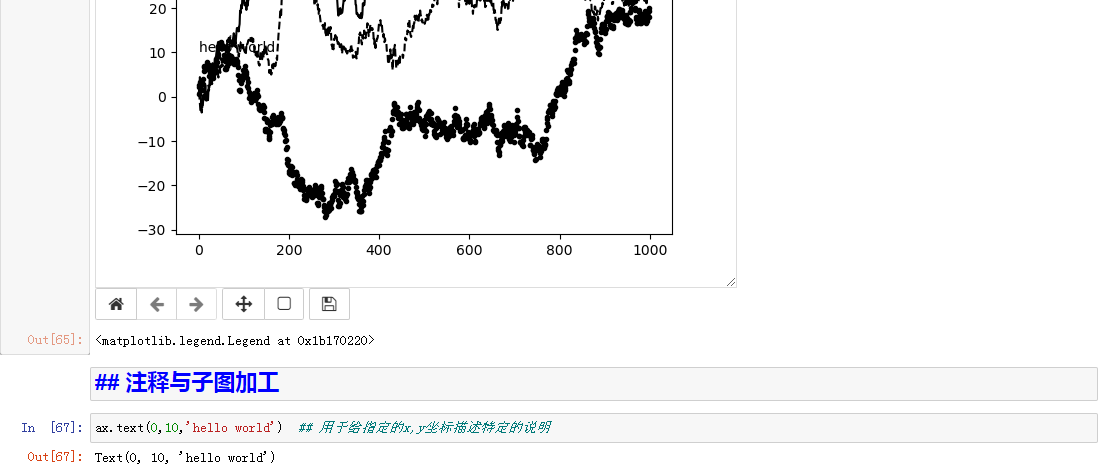 20
10
hello world
0
−10
−20
−30
0 200 400 600 800 1000
Out[65]: <matplotlib.legend.Legend at 0x1b170220>
## 注释与子图加工
In [67]: ax.text(0,10,'hello world') ## 用于给指定的x,y坐标描述特定的说明
Out[67]: Text(0, 10, 'hello world')